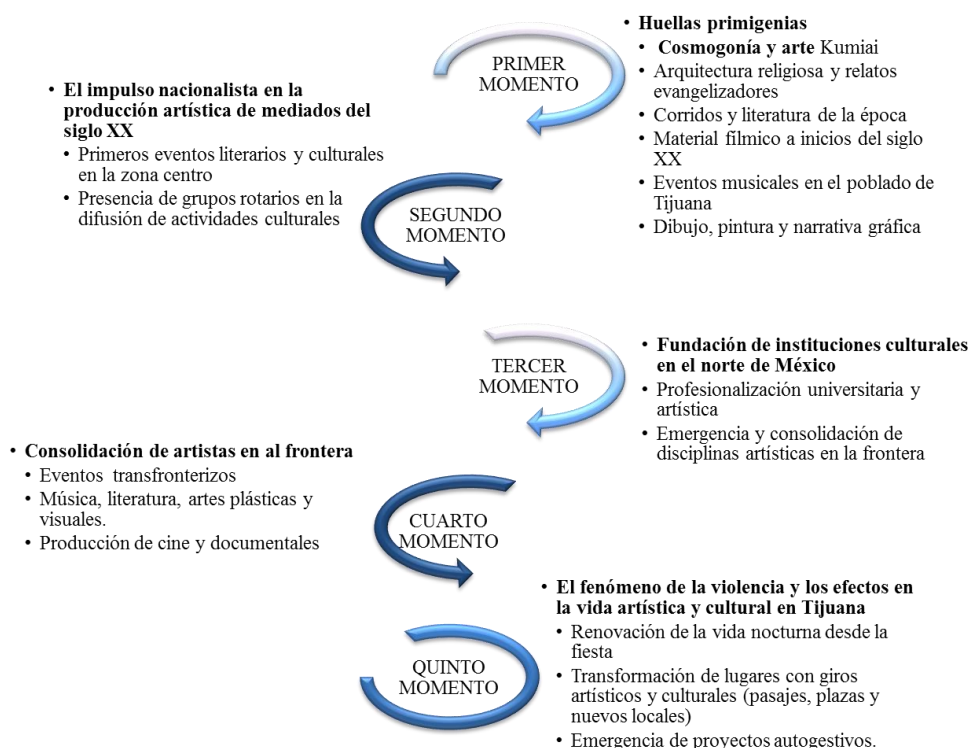 PRIMER
MOMENTO
• Huellas primigenias
• Cosmogonía y arte Kumiai
• Arquitectura religiosa y relatos
evangelizadores
• Corridos y literatura de la época
• Material fílmico a inicios del siglo
XX
• Eventos musicales en el poblado de
Tijuana
• Dibujo, pintura y narrativa gráfica
SEGUNDO
MOMENTO
• El impulso nacionalista en la
producción artística de mediados del
siglo XX
• Primeros eventos literarios y culturales
en la zona centro
• Presencia de grupos rotarios en la
difusión de actividades culturales
TERCER
MOMENTO
• Fundación de instituciones culturales
en el norte de México
• Profesionalización universitaria y
artística
• Emergencia y consolidación de
disciplinas artísticas en la frontera
CUARTO
MOMENTO
• Consolidación de artistas en al frontera
• Eventos transfronterizos
• Música, literatura, artes plásticas y
visuales.
• Producción de cine y documentales
QUINTO
MOMENTO
• El fenómeno de la violencia y los efectos en
la vida artística y cultural en Tijuana
• Renovación de la vida nocturna desde la
fiesta
• Transformación de lugares con giros
artísticos y culturales (pasajes, plazas y
nuevos locales)
• Emergencia de proyectos autogestivos.